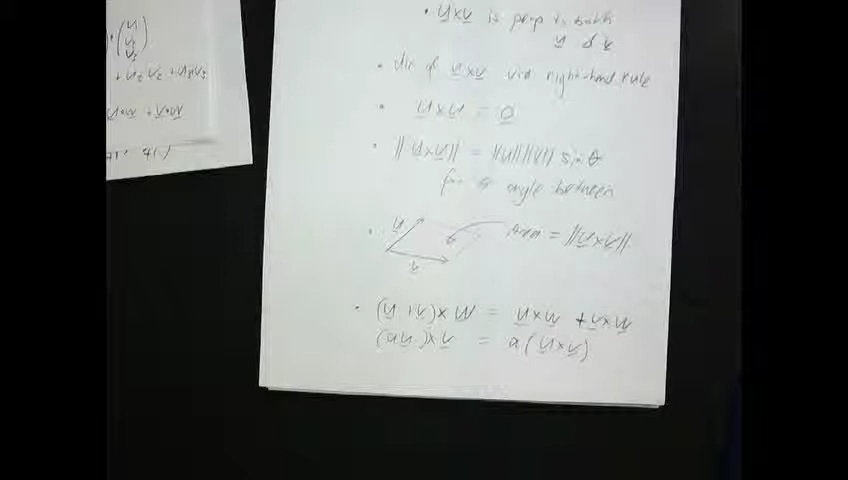 • u×v is perp to both
u & v
• dir of u×v via right-hand rule
• u×u = 0
• ||u×v|| = ||u|| ||v|| sin θ
for θ angle between
• u v Area = ||u×v||
• (u+v)×w = u×w + v×w
(au)×v = a(u×v)